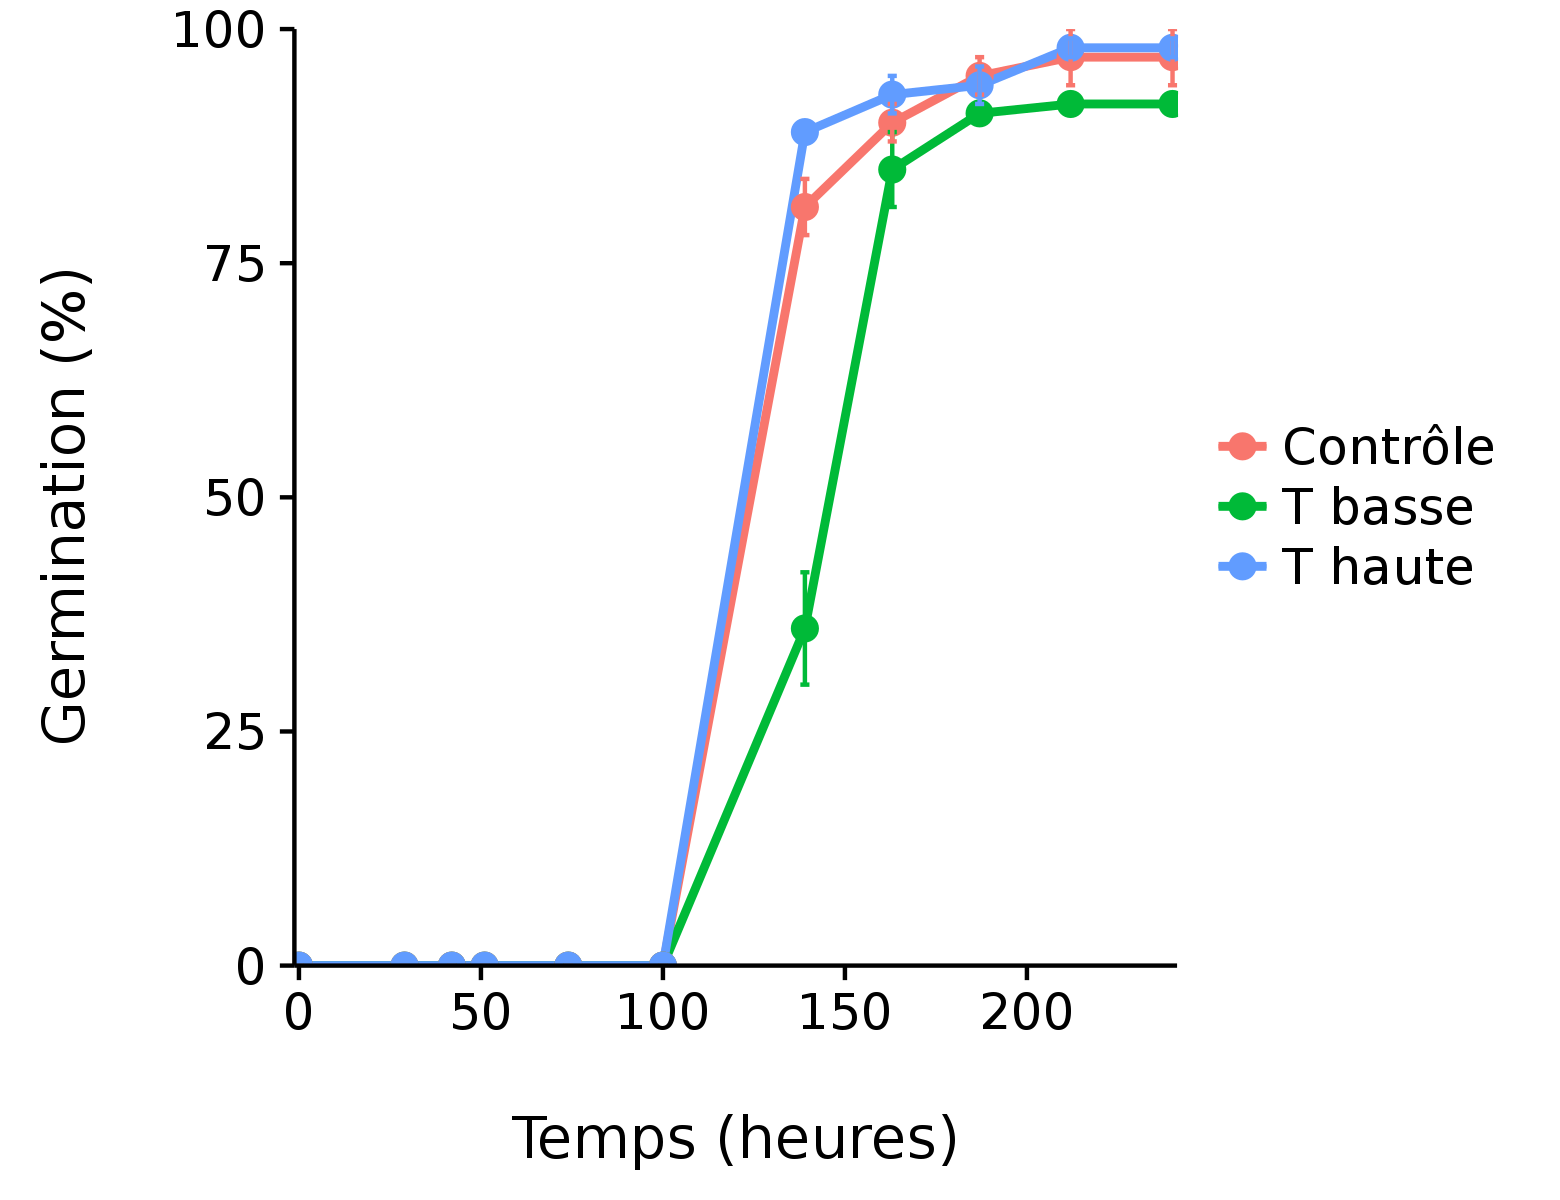 Germination (%)
100
75
50
25
0
0 50 100 150 200
Temps (heures)
Contrôle
T basse
T haute